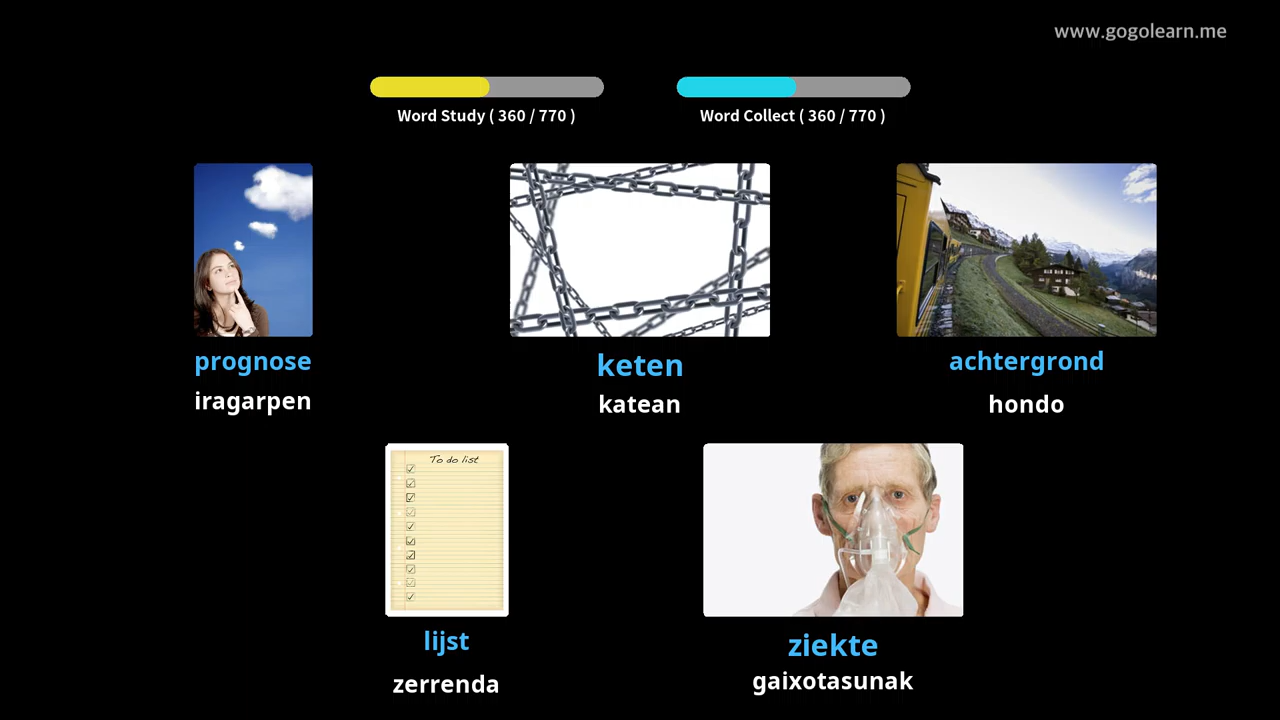 www.gogolearn.me
Word Study ( 360 / 770 )
Word Collect ( 360 / 770 )
prognose
iragarpen
keten
katean
achtergrond
hondo
To do list
lijst
zerrenda
ziekte
gaixotasunak